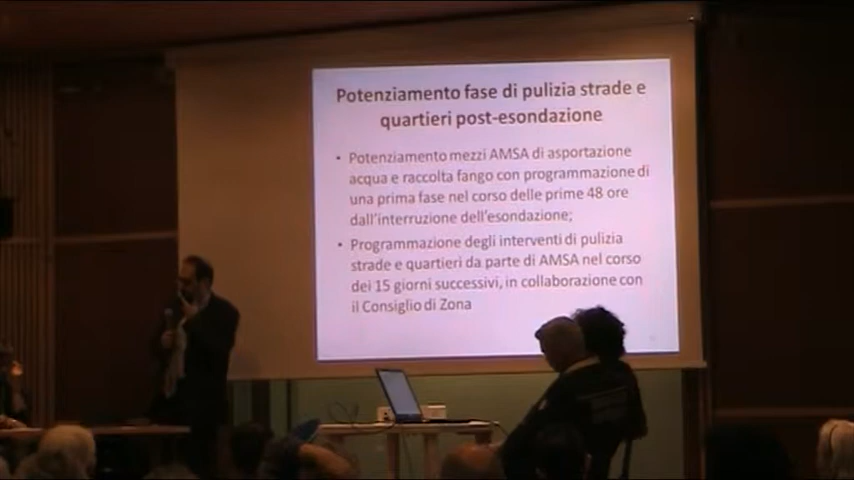 Potenziamento fase di pulizia strade e
quartieri post-esondazione
• Potenziamento mezzi AMSA di asportazione
acqua e raccolta fango con programmazione di
una prima fase nel corso delle prime 48 ore
dall'interruzione dell'esondazione;
• Programmazione degli interventi di pulizia
strade e quartieri da parte di AMSA nel corso
dei 15 giorni successivi, in collaborazione con
il Consiglio di Zona